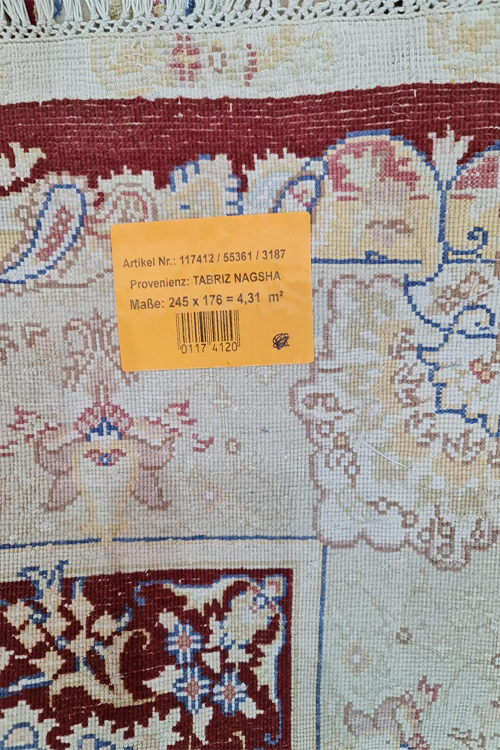 Artikel Nr.: 117412 / 55361 / 3187
Provenienz: TABRIZ NAGSHA
Maße: 245 x 176 = 4,31 m²
0117 4120